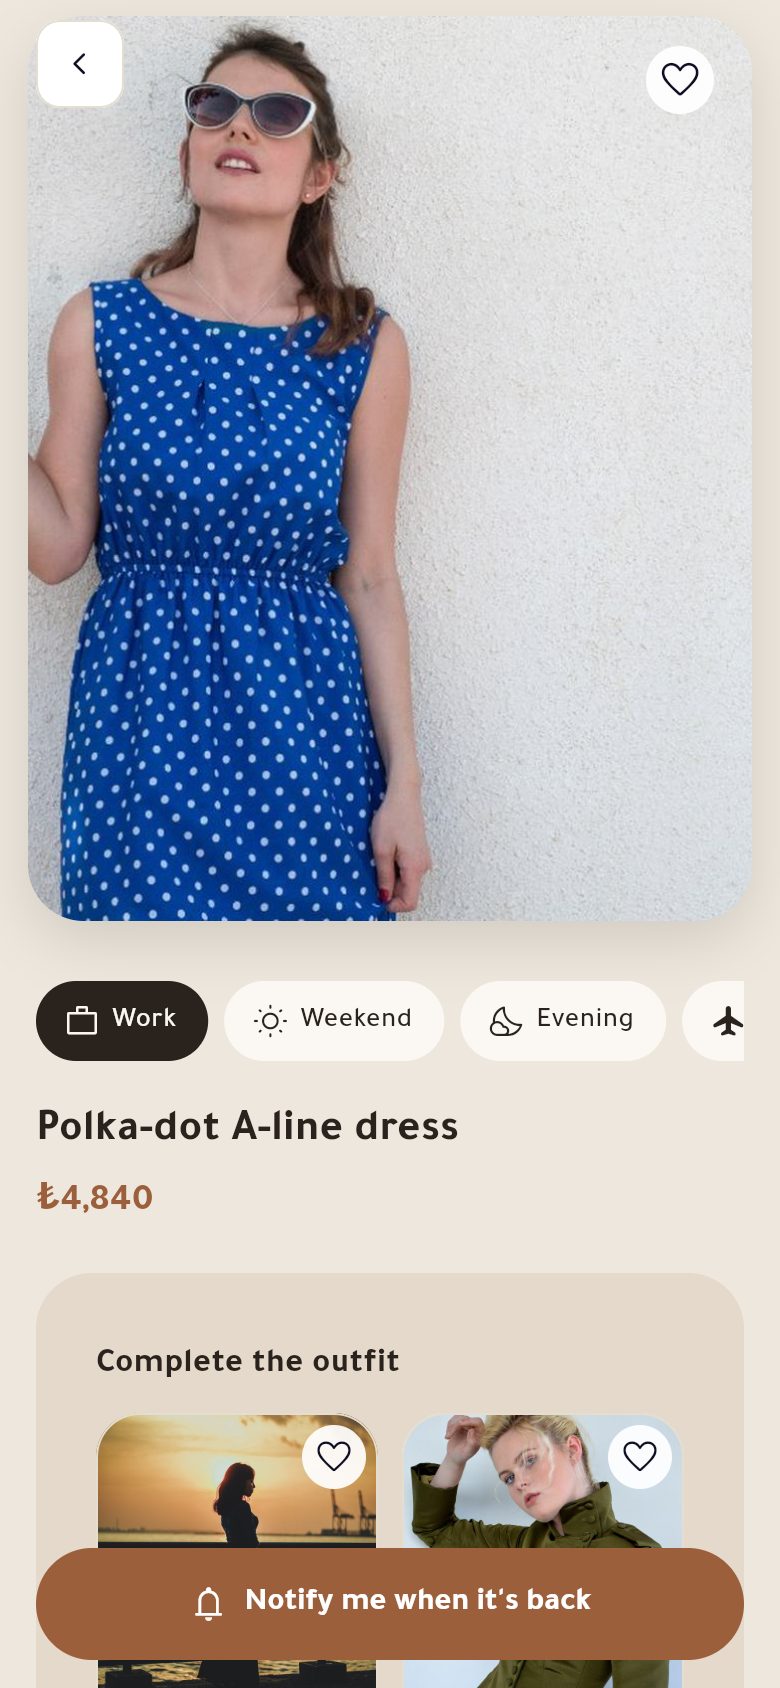 Work
Weekend
Evening
Polka-dot A-line dress
₺4,840
Complete the outfit
Notify me when it's back